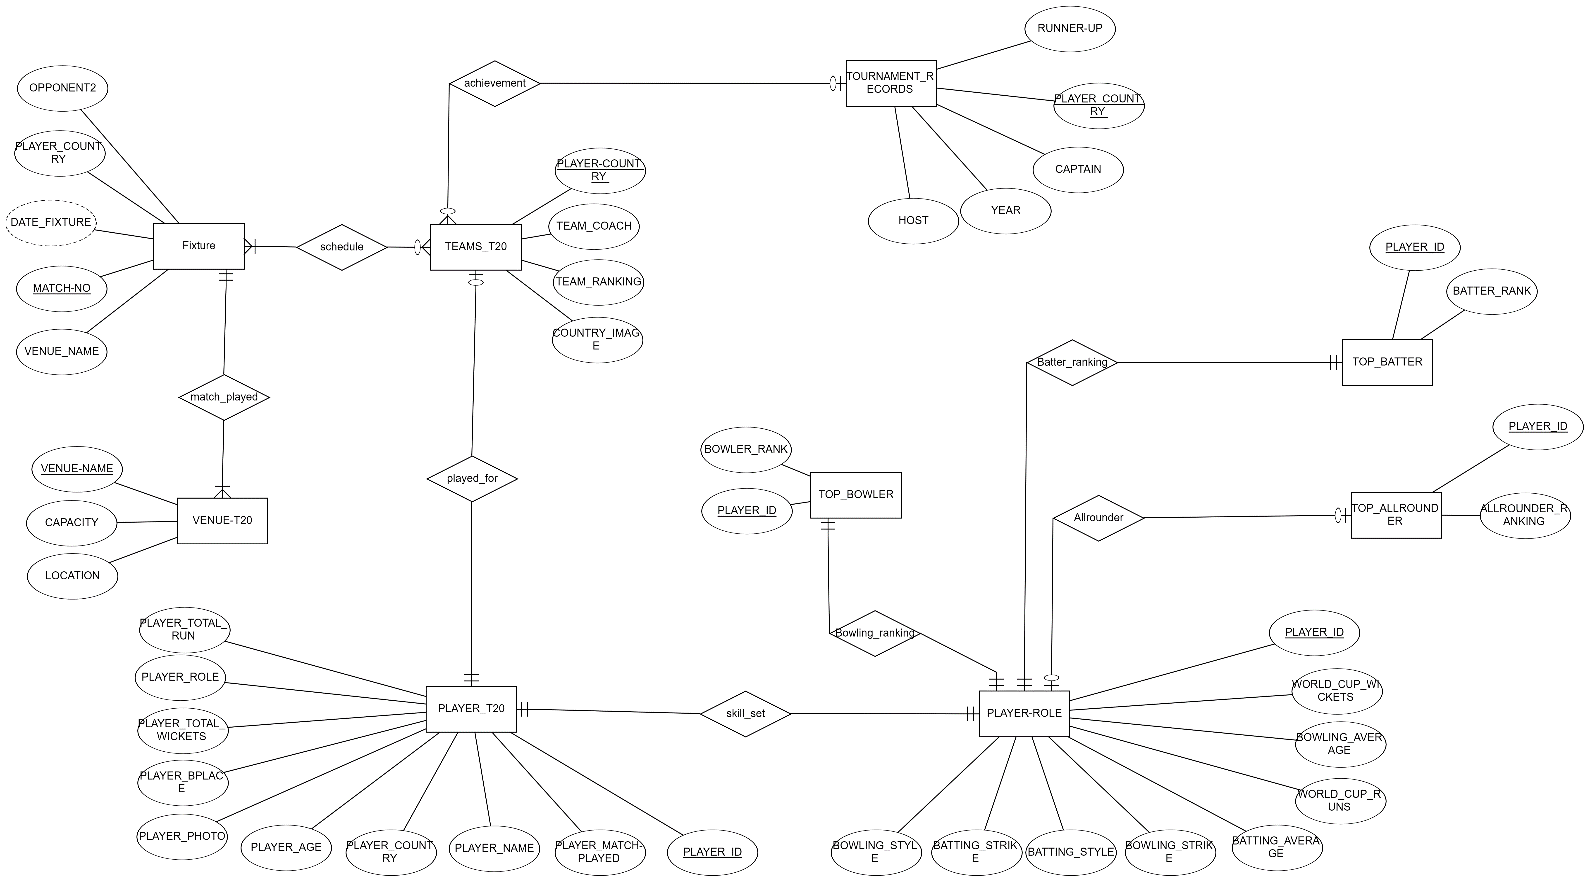 RUNNER-UP
TOURNAMENT_R
ECORDS
achievement
OPPONENT2
PLAYER_COUNT
RY
PLAYER_COUNT
RY
PLAYER-COUNT
RY
CAPTAIN
HOST
YEAR
DATE_FIXTURE
Fixture
schedule
TEAMS_T20
TEAM_COACH
TEAM_RANKING
COUNTRY_IMAG
E
MATCH-NO
VENUE_NAME
PLAYER_ID
BATTER_RANK
Batter_ranking
TOP_BATTER
match_played
VENUE-NAME
CAPACITY
LOCATION
VENUE-T20
played_for
BOWLER_RANK
PLAYER_ID
TOP_BOWLER
PLAYER_ID
Allrounder
TOP_ALLROUND
ER
ALLROUNDER_R
ANKING
PLAYER_TOTAL_
RUN
PLAYER_ROLE
PLAYER_TOTAL_
WICKETS
PLAYER_BPLAC
E
PLAYER_PHOTO
PLAYER_AGE
PLAYER_COUNT
RY
PLAYER_NAME
PLAYER_MATCH-
PLAYED
PLAYER_ID
PLAYER_T20
skill_set
Bowling_ranking
PLAYER-ROLE
PLAYER_ID
WORLD_CUP_WI
CKETS
BOWLING_AVER
AGE
WORLD_CUP_R
UNS
BATTING_AVERA
GE
BOWLING_STYL
E
BATTING_STRIK
E
BATTING_STYLE
BOWLING_STRIK
E